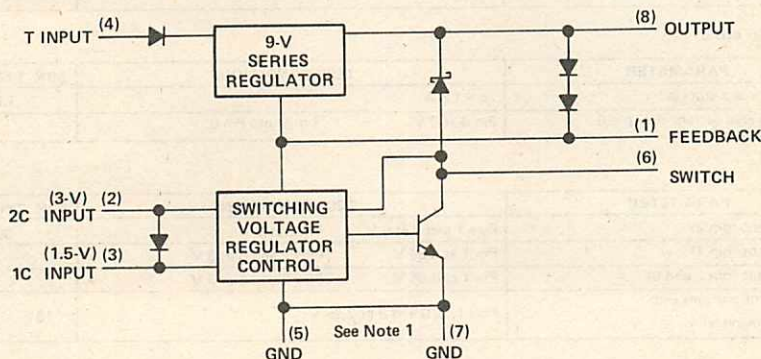 T INPUT (4)
9-V
SERIES
REGULATOR
(8) OUTPUT
(1)
FEEDBACK
(6)
SWITCH
(3-V) (2)
2C
INPUT
(1.5-V) (3)
1C
INPUT
SWITCHING
VOLTAGE
REGULATOR
CONTROL
(5) See Note 1 (7)
GND GND